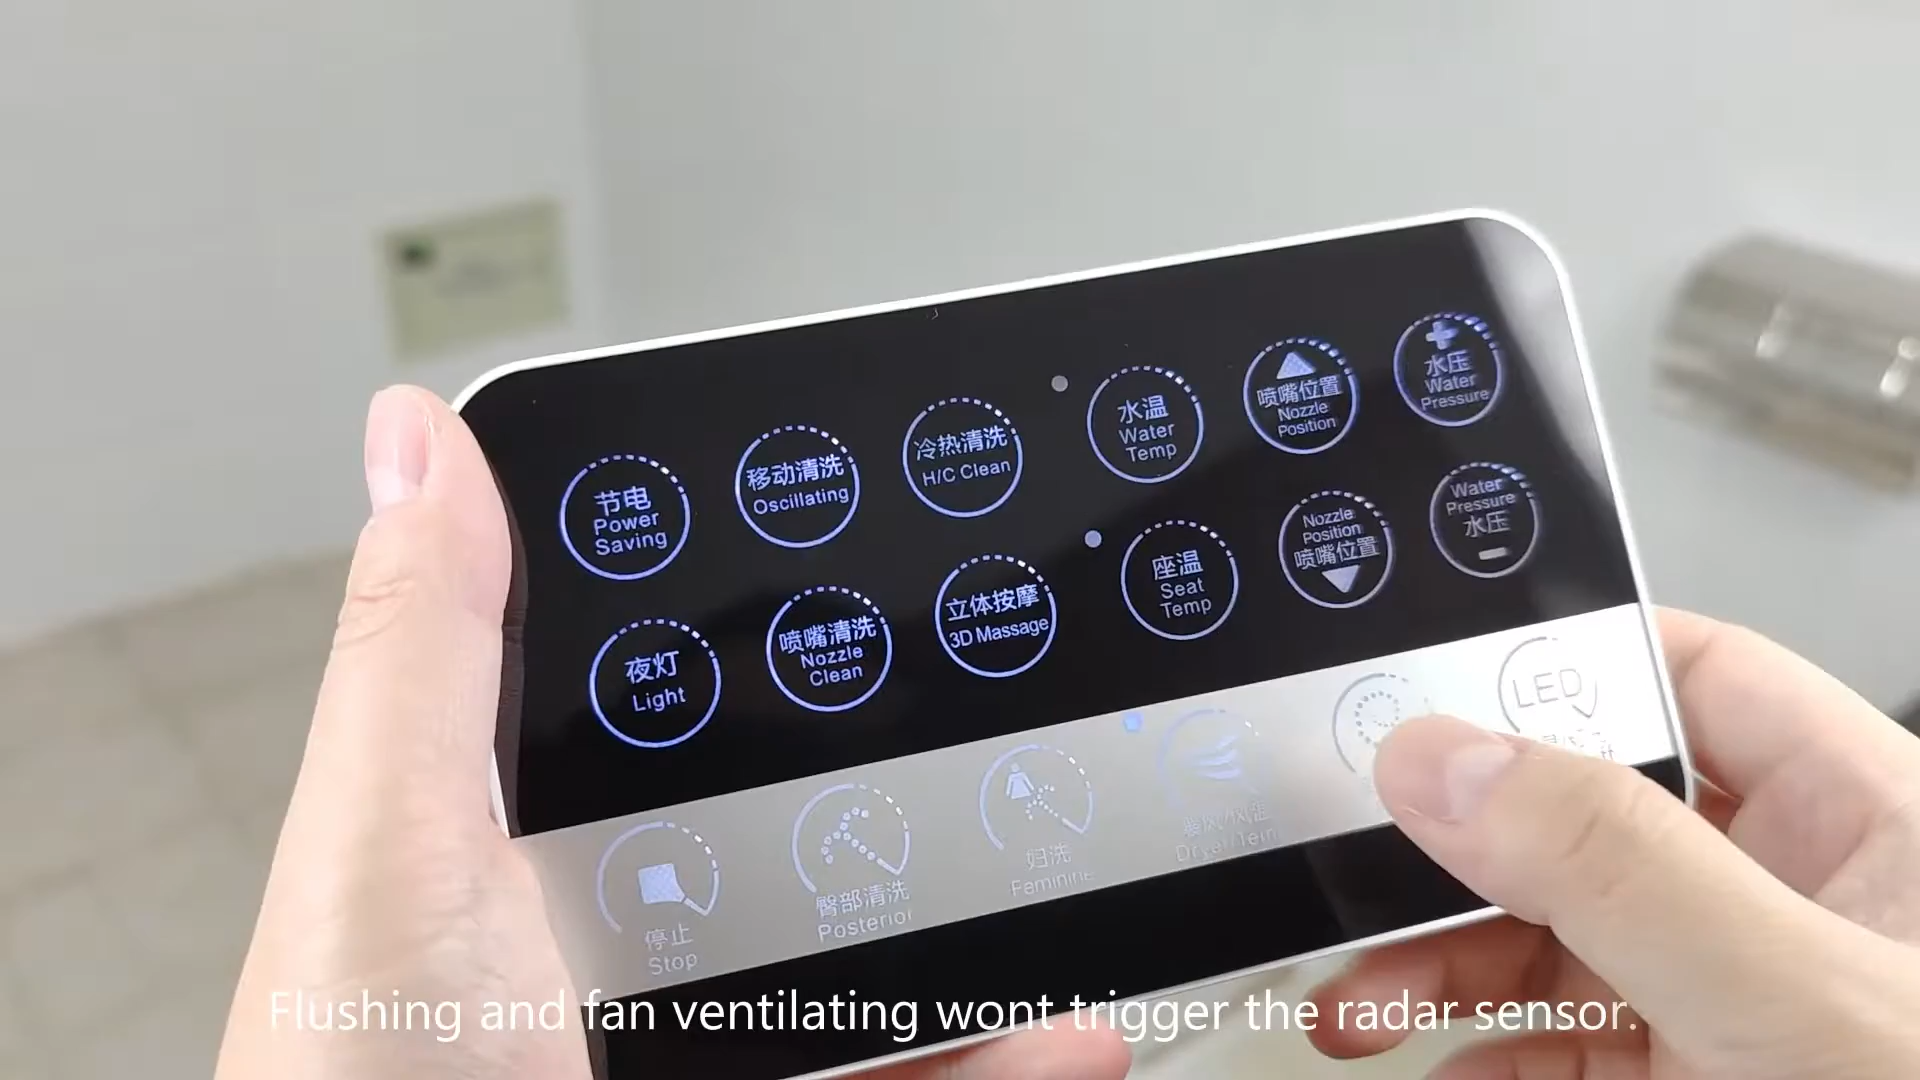 节电
Power
Saving
移动清洗
Oscillating
冷热清洗
H/C Clean
水温
Water
Temp
喷嘴位置
Nozzle
Position
水压
Water
Pressure
夜灯
Light
喷嘴清洗
Nozzle
Clean
立体按摩
3D Massage
座温
Seat
Temp
Nozzle
Position
喷嘴位置
Water
Pressure
水压
停止
Stop
臀部清洗
Posterior
妇洗
Feminine
Dryer/Tem
LED
Flushing and fan ventilating wont trigger the radar sensor.